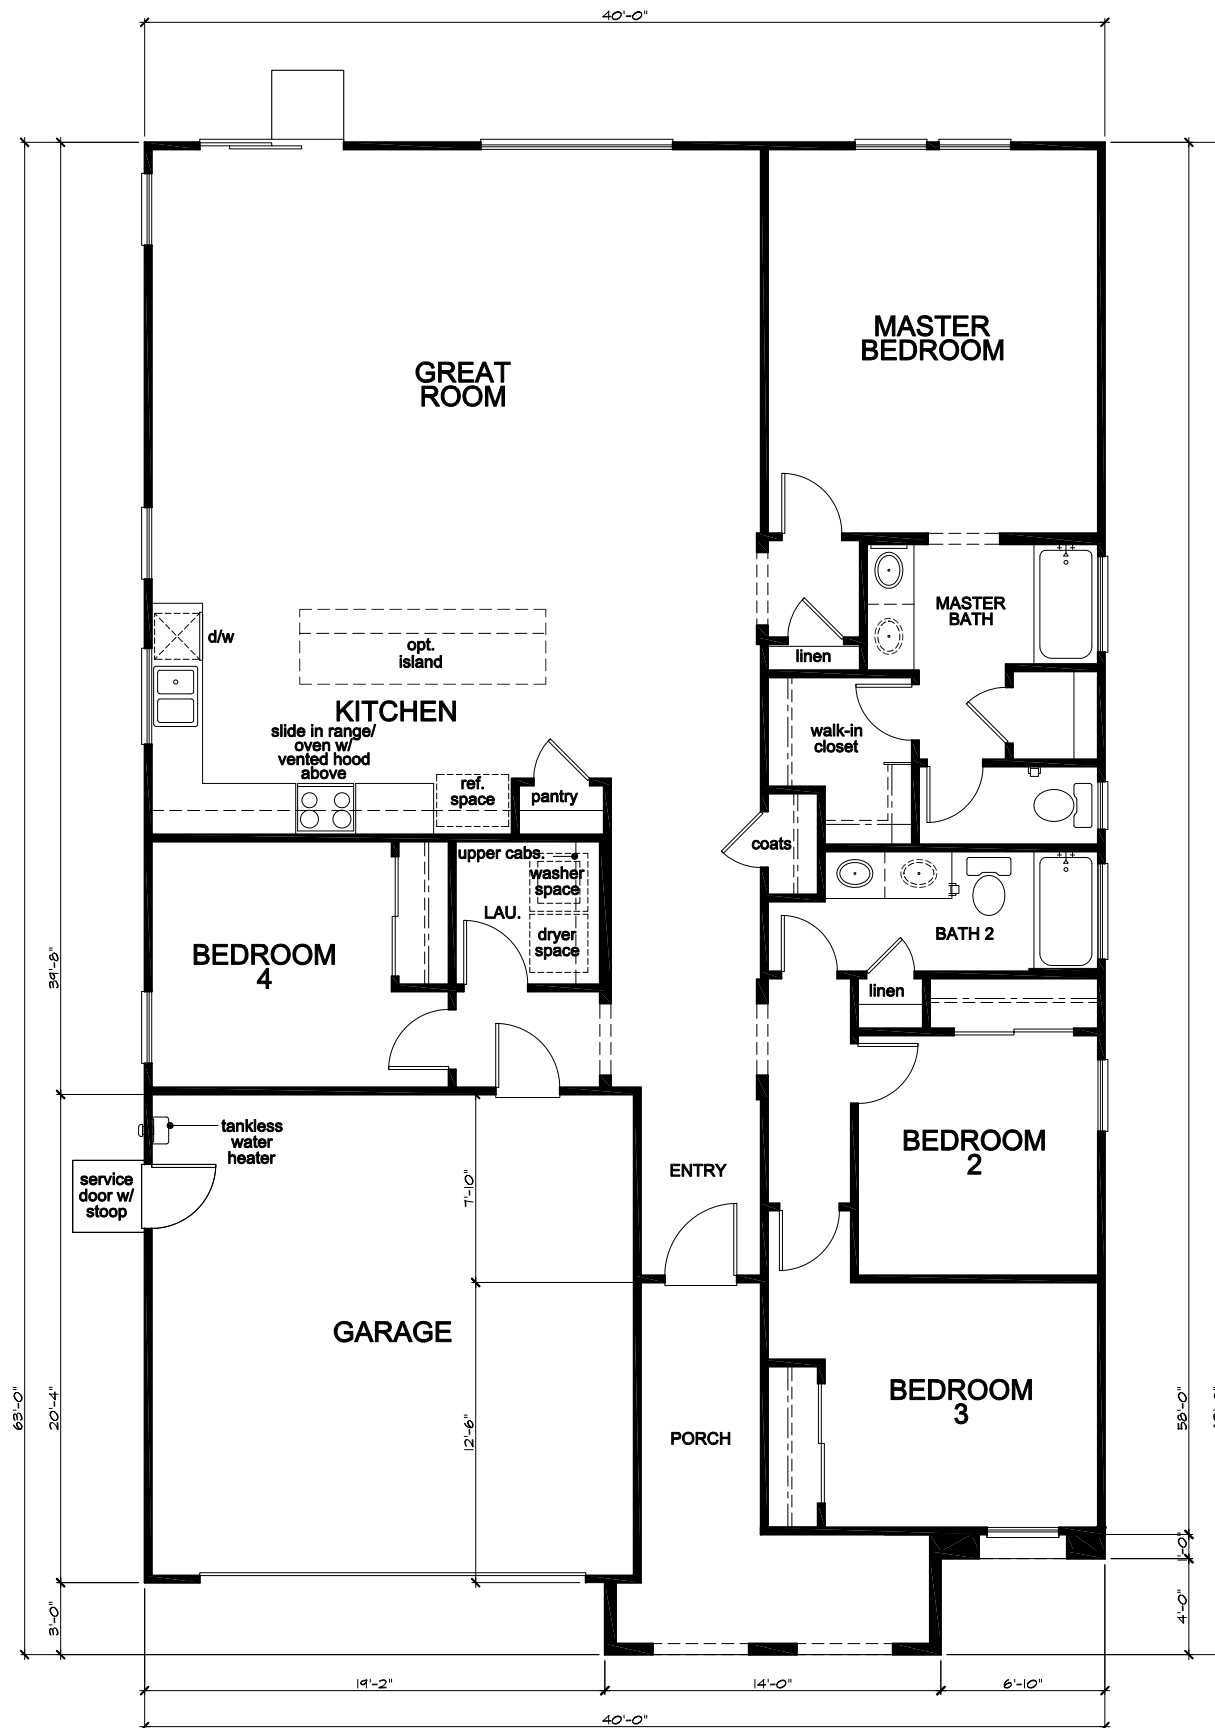 40'-0"
MASTER
BEDROOM
GREAT
ROOM
MASTER
BATH
d/w
opt.
island
linen
KITCHEN
slide in range/
oven w/
vented hood
above
walk-in
closet
ref.
space
pantry
coats
upper cabs.
washer
space
LAU.
dryer
space
BATH 2
BEDROOM
4
linen
39'-8"
tankless
water
heater
service
door w/
stoop
7'-10"
ENTRY
BEDROOM
2
GARAGE
BEDROOM
3
PORCH
63'-0"
20'-4"
12'-6"
58'-0"
1'-0"
3'-0"
4'-0"
19'-2"
14'-0"
6'-10"
40'-0"